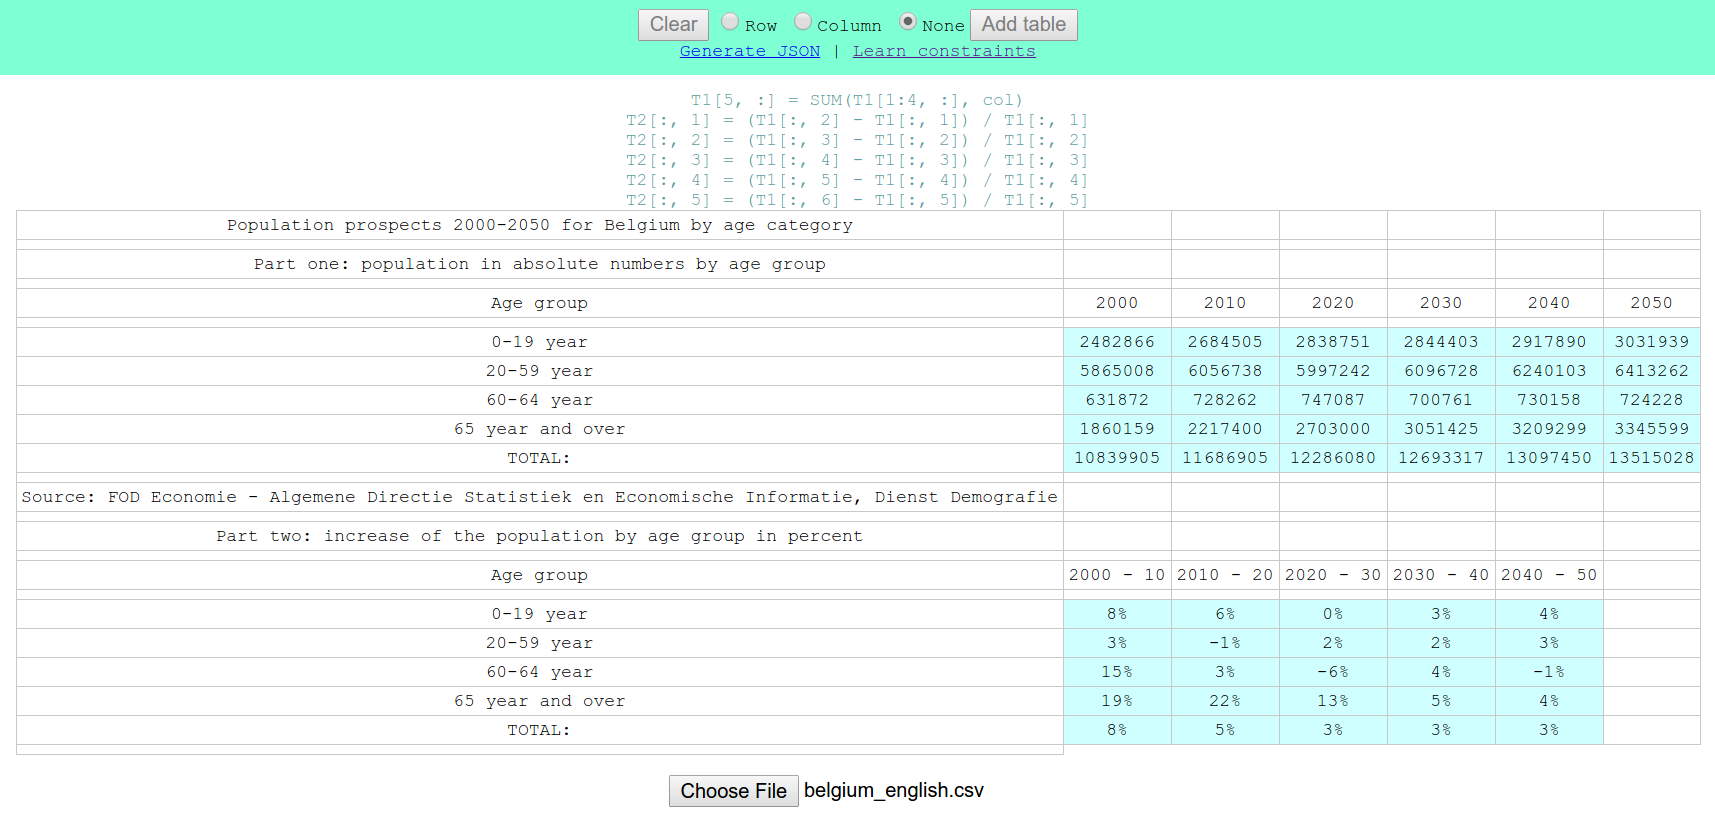 Clear Row Column None Add table
Generate JSON | Learn constraints
T1[5, :] = SUM(T1[1:4, :], col)
T2[:, 1] = (T1[:, 2] - T1[:, 1]) / T1[:, 1]
T2[:, 2] = (T1[:, 3] - T1[:, 2]) / T1[:, 2]
T2[:, 3] = (T1[:, 4] - T1[:, 3]) / T1[:, 3]
T2[:, 4] = (T1[:, 5] - T1[:, 4]) / T1[:, 4]
T2[:, 5] = (T1[:, 6] - T1[:, 5]) / T1[:, 5]
Population prospects 2000-2050 for Belgium by age category
Part one: population in absolute numbers by age group
Age group 2000 2010 2020 2030 2040 2050
0-19 year 2482866 2684505 2838751 2844403 2917890 3031939
20-59 year 5865008 6056738 5997242 6096728 6240103 6413262
60-64 year 631872 728262 747087 700761 730158 724228
65 year and over 1860159 2217400 2703000 3051425 3209299 3345599
TOTAL: 10839905 11686905 12286080 12693317 13097450 13515028
Source: FOD Economie - Algemene Directie Statistiek en Economische Informatie, Dienst Demografie
Part two: increase of the population by age group in percent
Age group 2000 - 10 2010 - 20 2020 - 30 2030 - 40 2040 - 50
0-19 year 8% 6% 0% 3% 4%
20-59 year 3% -1% 2% 2% 3%
60-64 year 15% 3% -6% 4% -1%
65 year and over 19% 22% 13% 5% 4%
TOTAL: 8% 5% 3% 3% 3%
Choose File belgium_english.csv